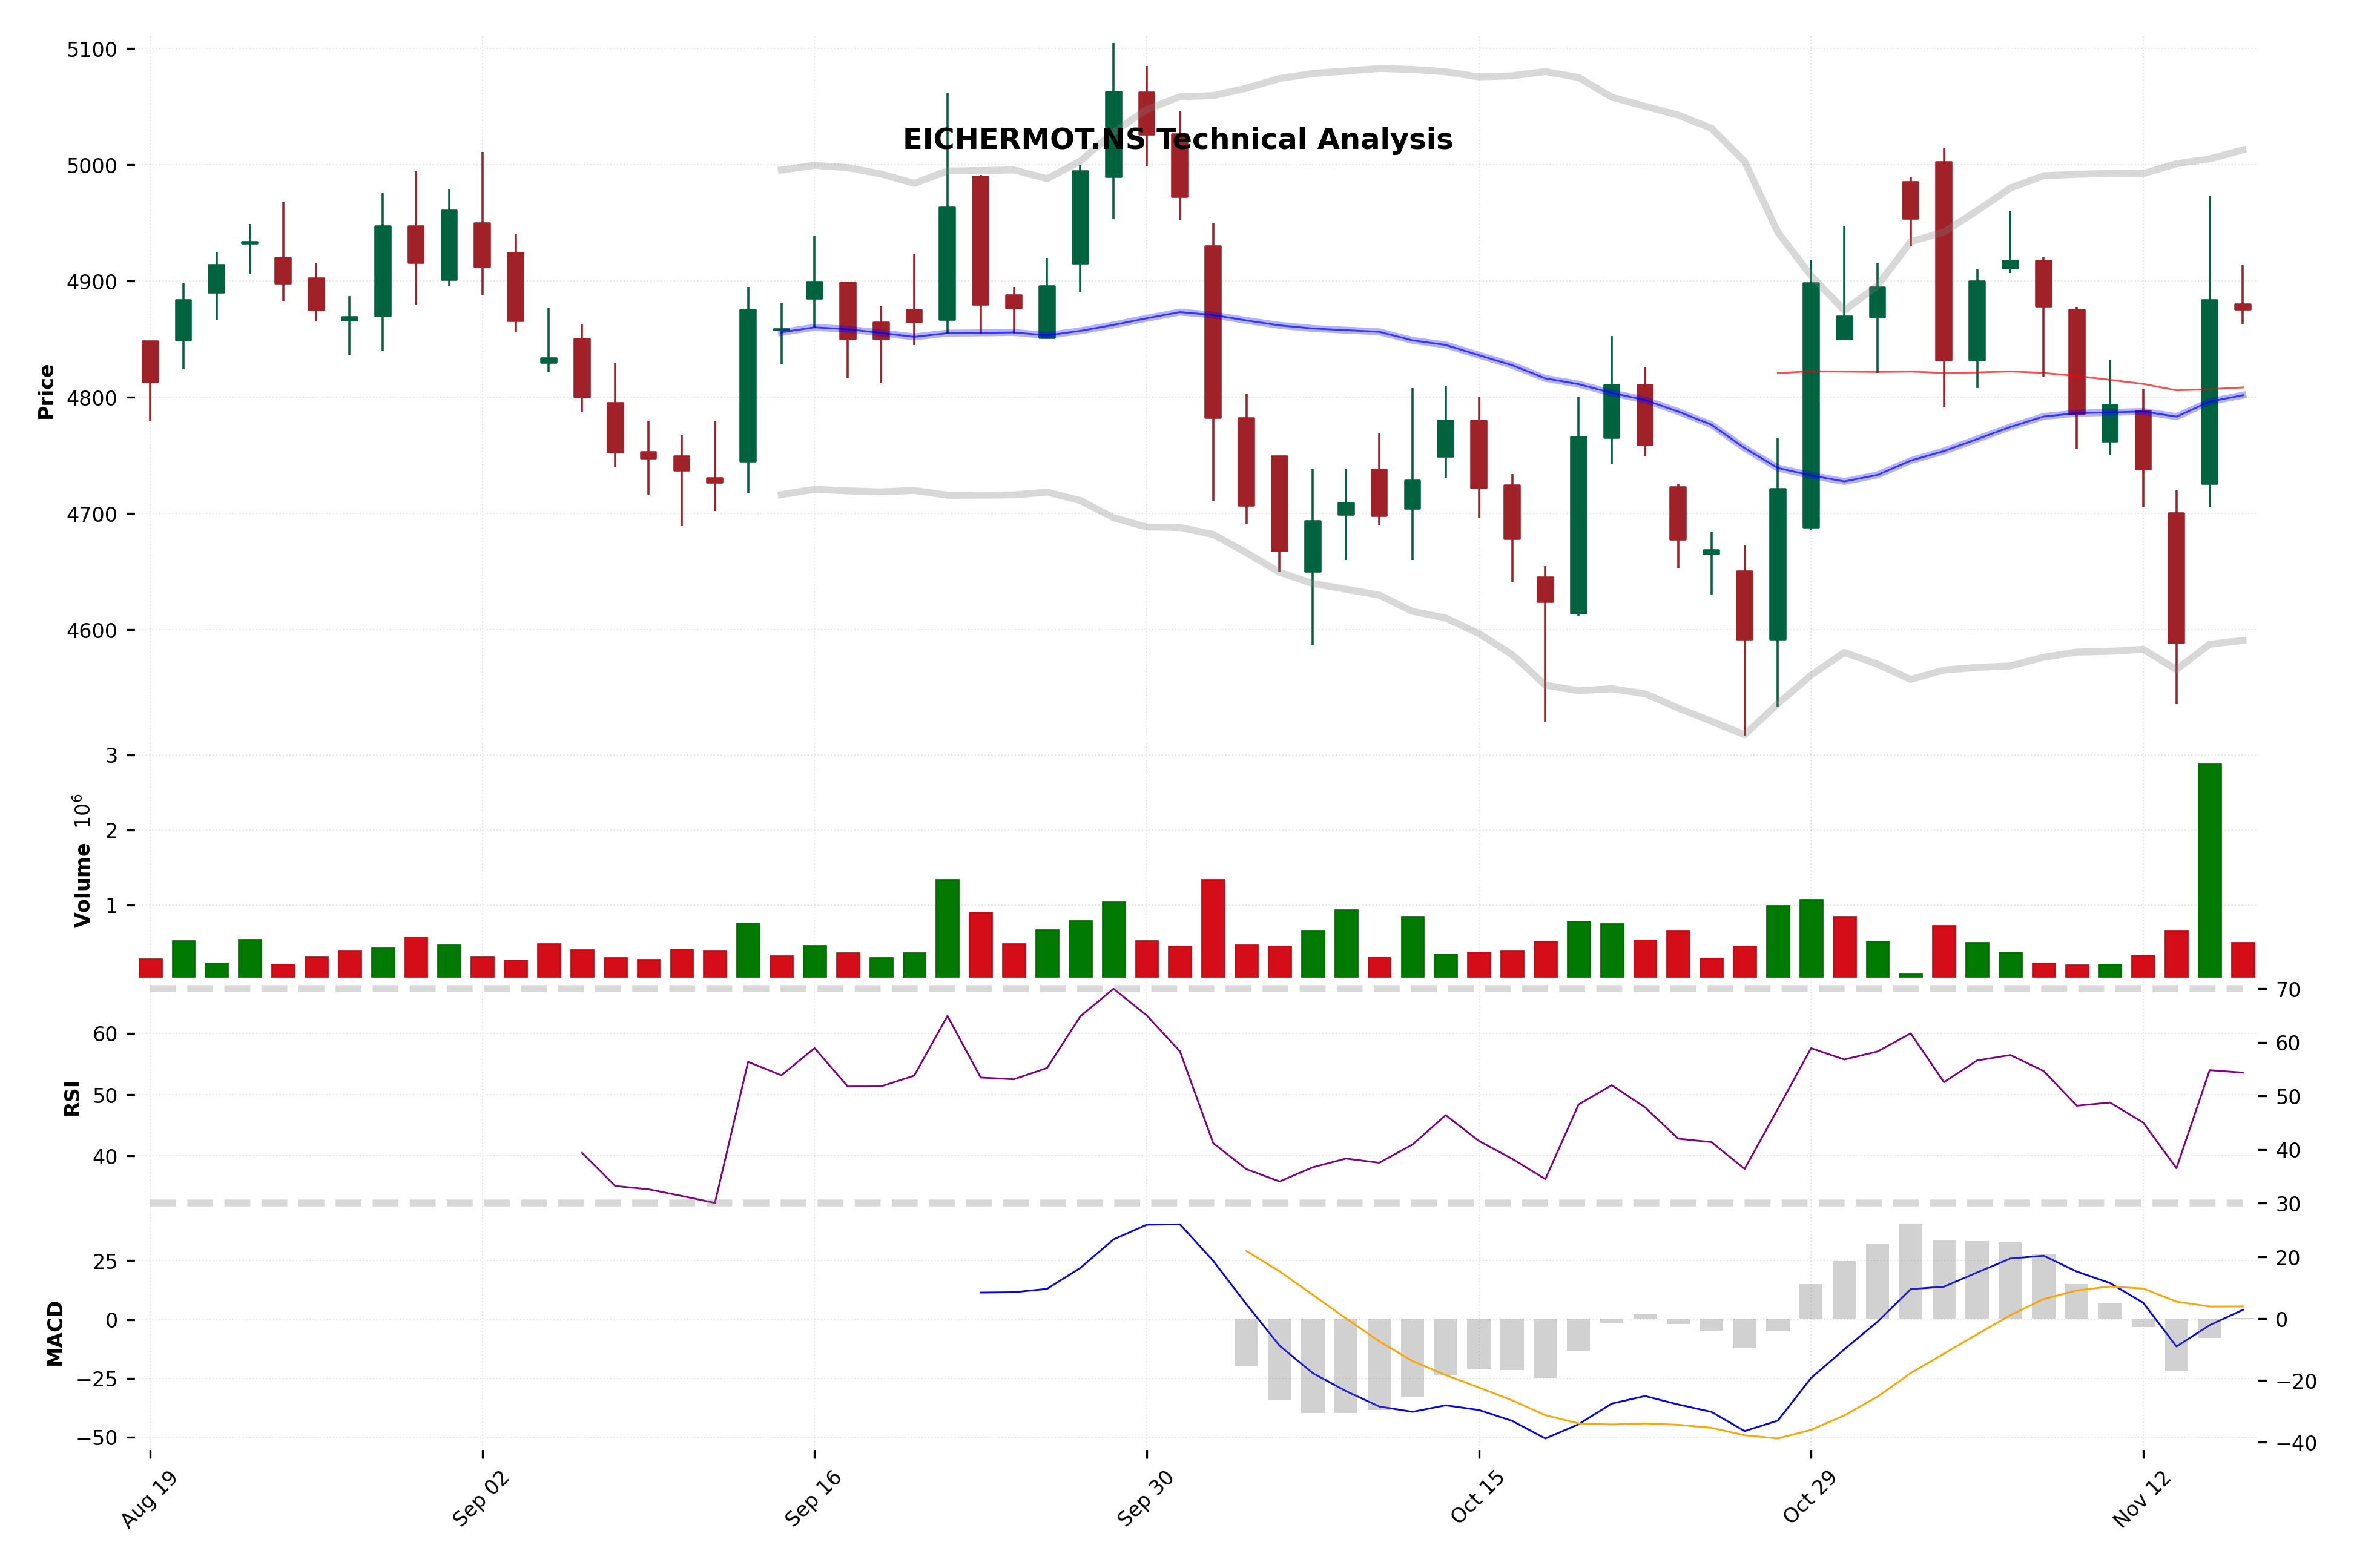 EICHERMOT.NS Technical Analysis
Price
5100
5000
4900
4800
4700
4600
Volume 10⁶
3
2
1
RSI
60
50
40
70
60
50
40
30
MACD
25
0
−25
−50
20
0
−20
−40
Aug 19
Sep 02
Sep 16
Sep 30
Oct 15
Oct 29
Nov 12